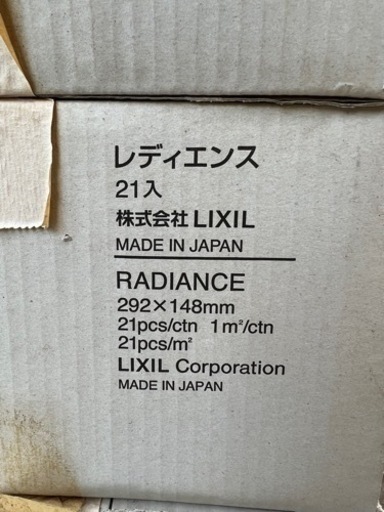 レディエンス
21入
株式会社 LIXIL
MADE IN JAPAN
RADIANCE
292×148mm
21pcs/ctn 1m²/ctn
21pcs/m²
LIXIL Corporation
MADE IN JAPAN